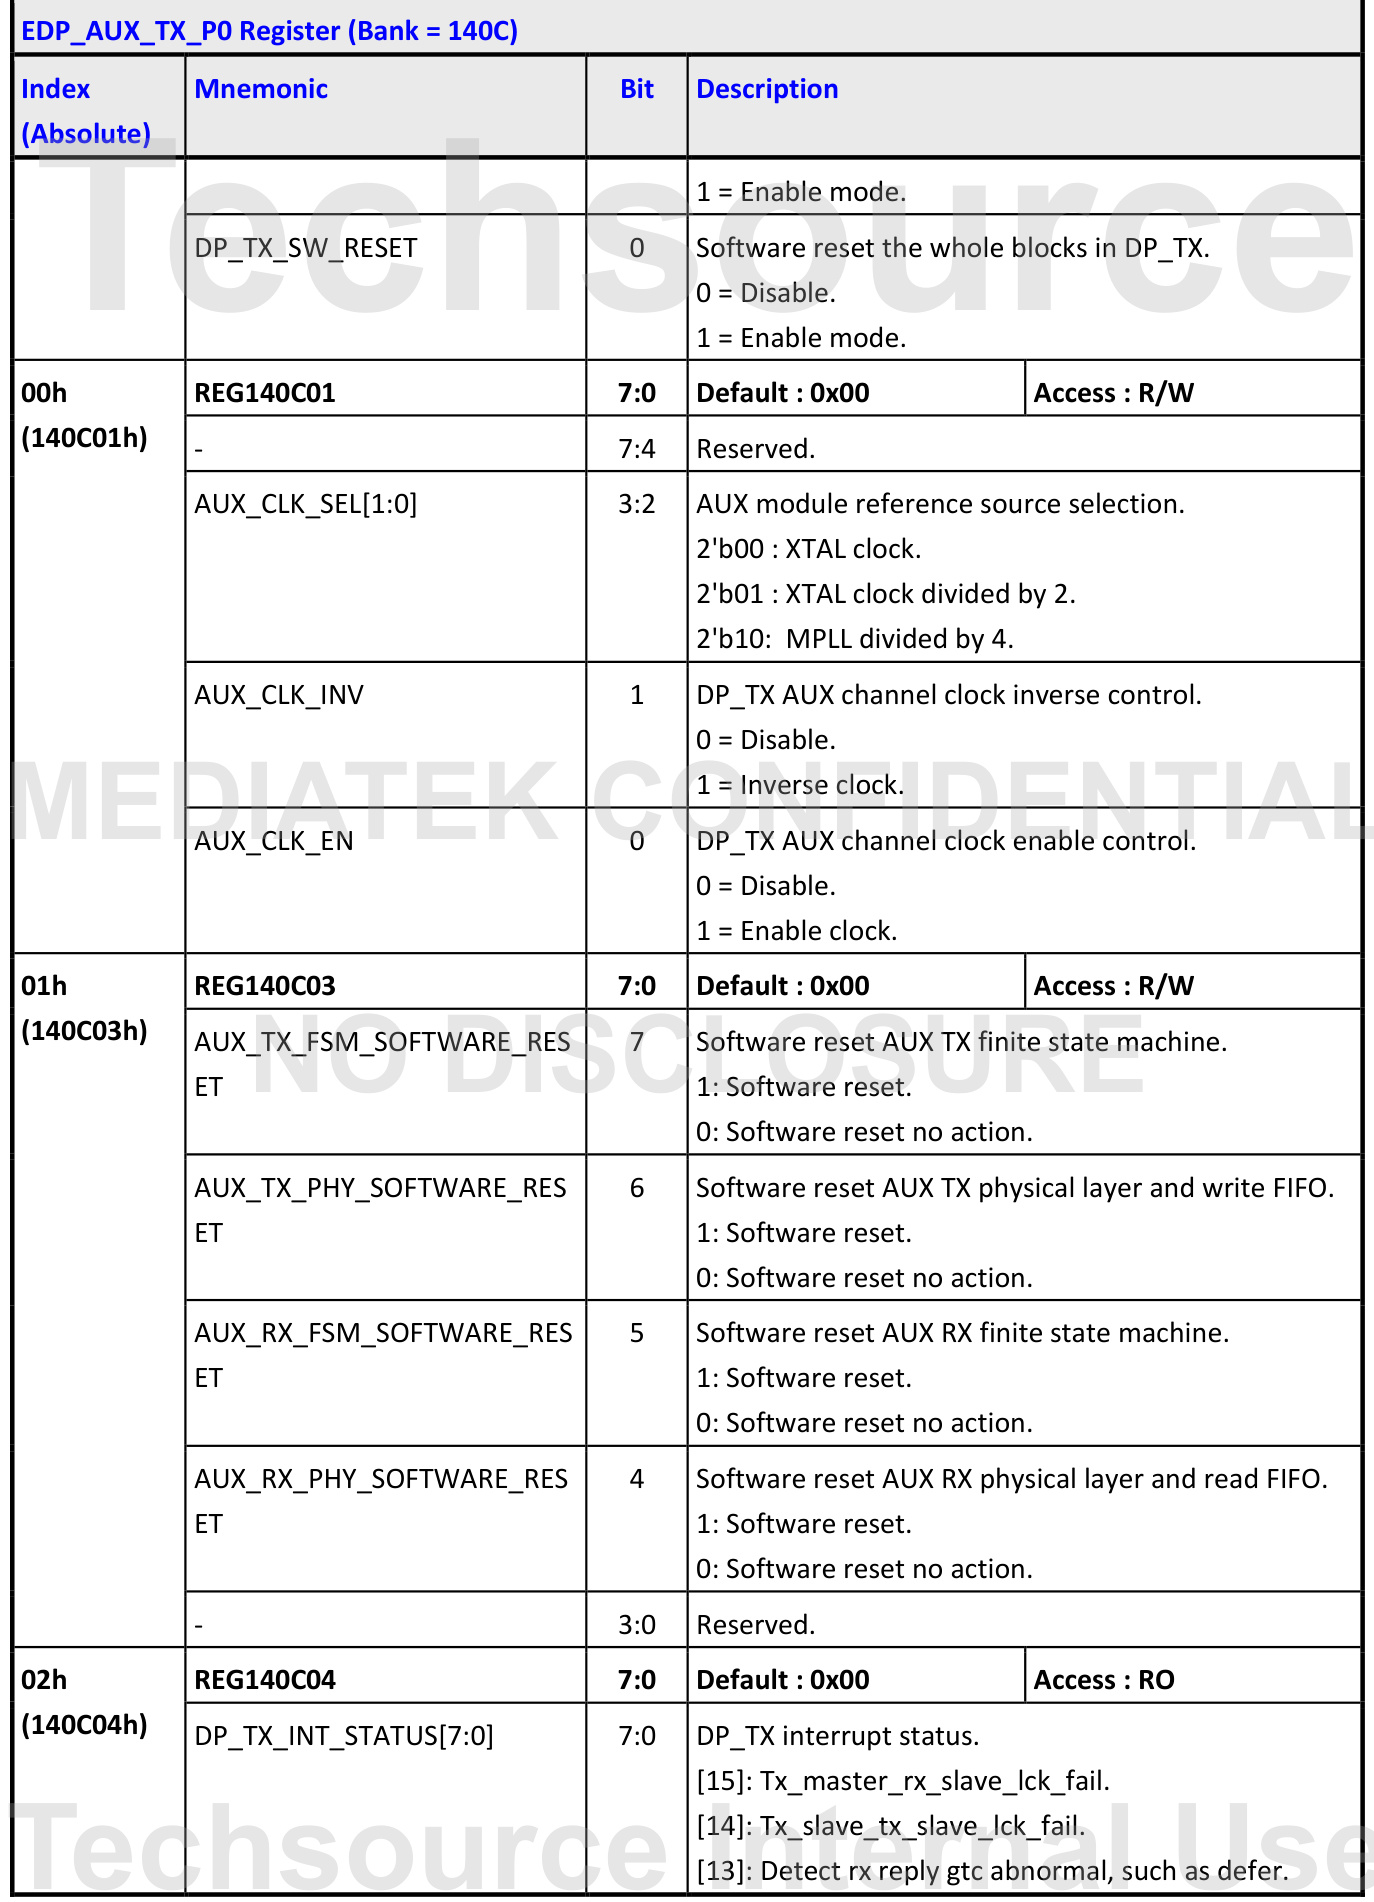 EDP_AUX_TX_P0 Register (Bank = 140C)
Index (Absolute) Mnemonic Bit Description
1 = Enable mode.
DP_TX_SW_RESET 0 Software reset the whole blocks in DP_TX.
0 = Disable.
1 = Enable mode.
00h REG140C01 7:0 Default : 0x00 Access : R/W
(140C01h)
- 7:4 Reserved.
AUX_CLK_SEL[1:0] 3:2 AUX module reference source selection.
2'b00 : XTAL clock.
2'b01 : XTAL clock divided by 2.
2'b10: MPLL divided by 4.
AUX_CLK_INV 1 DP_TX AUX channel clock inverse control.
0 = Disable.
1 = Inverse clock.
AUX_CLK_EN 0 DP_TX AUX channel clock enable control.
0 = Disable.
1 = Enable clock.
01h REG140C03 7:0 Default : 0x00 Access : R/W
(140C03h)
AUX_TX_FSM_SOFTWARE_RES 7 Software reset AUX TX finite state machine.
ET 1: Software reset.
0: Software reset no action.
AUX_TX_PHY_SOFTWARE_RES 6 Software reset AUX TX physical layer and write FIFO.
ET 1: Software reset.
0: Software reset no action.
AUX_RX_FSM_SOFTWARE_RES 5 Software reset AUX RX finite state machine.
ET 1: Software reset.
0: Software reset no action.
AUX_RX_PHY_SOFTWARE_RES 4 Software reset AUX RX physical layer and read FIFO.
ET 1: Software reset.
0: Software reset no action.
- 3:0 Reserved.
02h REG140C04 7:0 Default : 0x00 Access : RO
(140C04h)
DP_TX_INT_STATUS[7:0] 7:0 DP_TX interrupt status.
[15]: Tx_master_rx_slave_lck_fail.
[14]: Tx_slave_tx_slave_lck_fail.
[13]: Detect rx reply gtc abnormal, such as defer.
Techsource
MEDIATEK CONFIDENTIAL
NO DISCLOSURE
Techsource Internal Use